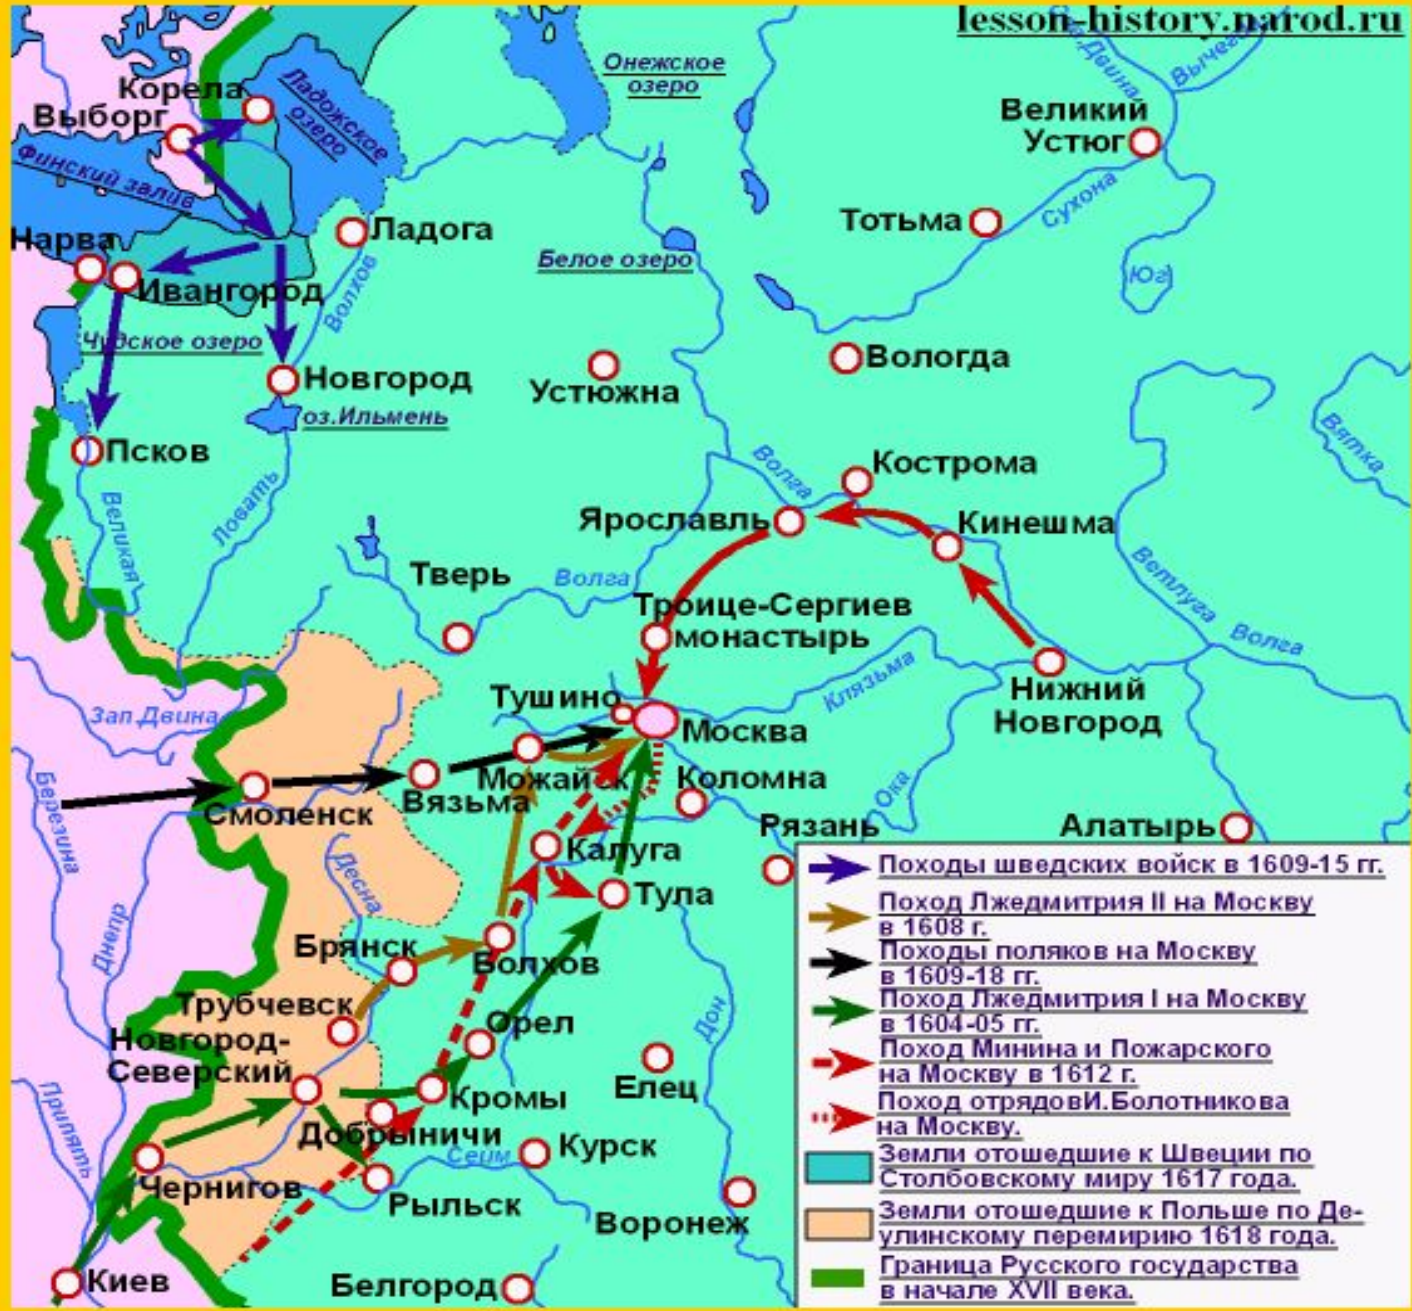 lesson-history.narod.ru
Онежское
озеро
Вычег
Двина
Корела
Ладожское
озеро
Выборг
Великий
Устюг
Финский залив
Сухона
Тотьма
Ладога
Нарва
Белое озеро
Юг
Ивангород
Волхов
Чудское озеро
Вологда
Новгород
Устюжна
оз.Ильмень
Вятка
Псков
Волга
Кострома
Великая
Ловать
Ярославль
Кинешма
Тверь
Волга
Ветлуга
Волга
Троице-Сергиев
монастырь
Клязьма
Нижний
Новгород
Тушино
Москва
Зап.Двина
Можайск
Коломна
Березина
Смоленск
Вязьма
Ока
Рязань
Алатырь
Калуга
Десна
Тула
Днепр
Брянск
Болхов
Трубчевск
Дон
Новгород-
Северский
Орел
Елец
Кромы
Припять
Добрыничи
Сейм
Курск
Чернигов
Рыльск
Воронеж
Киев
Белгород
Походы шведских войск в 1609-15 гг.
Поход Лжедмитрия II на Москву
в 1608 г.
Походы поляков на Москву
в 1609-18 гг.
Поход Лжедмитрия I на Москву
в 1604-05 гг.
Поход Минина и Пожарского
на Москву в 1612 г.
Поход отрядовИ.Болотникова
на Москву.
Земли отошедшие к Швеции по
Столбовскому миру 1617 года.
Земли отошедшие к Польше по Де-
улинскому перемирию 1618 года.
Граница Русского государства
в начале XVII века.